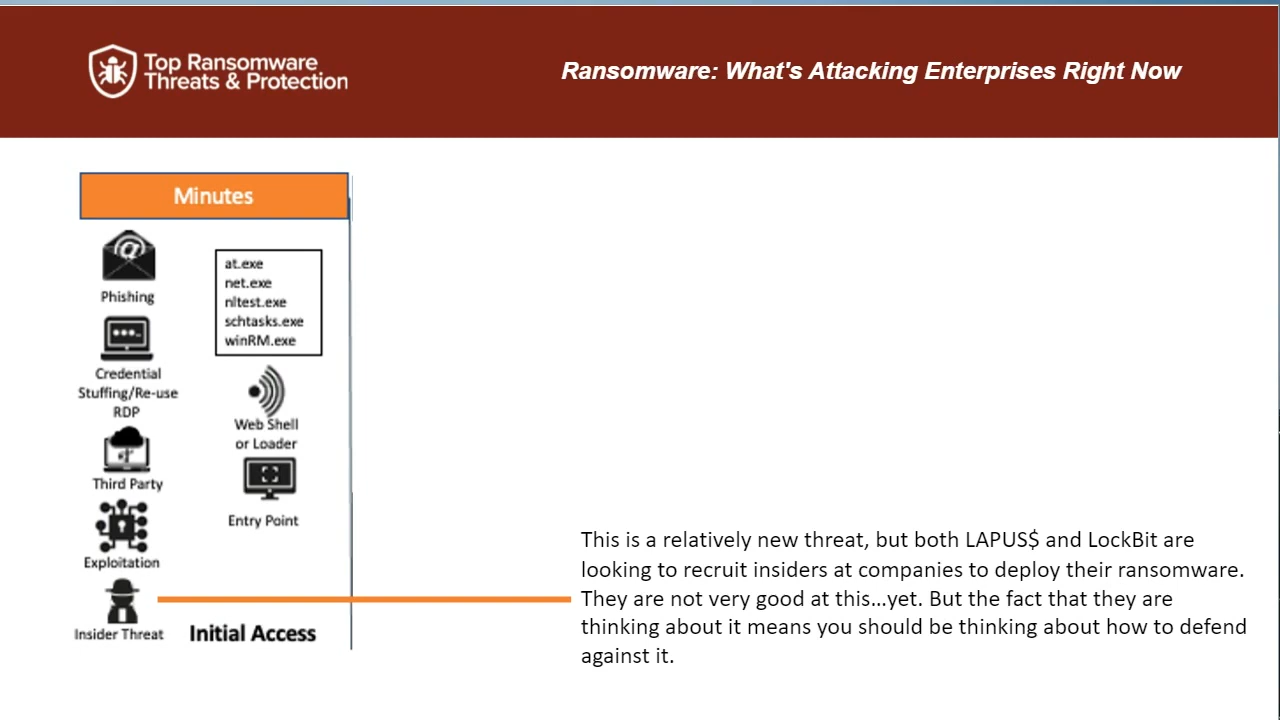 Top Ransomware
Threats & Protection
Ransomware: What's Attacking Enterprises Right Now
Minutes
Phishing
Credential
Stuffing/Re-use
RDP
Third Party
Exploitation
Insider Threat
at.exe
net.exe
nltest.exe
schtasks.exe
winRM.exe
Web Shell
or Loader
Entry Point
Initial Access
This is a relatively new threat, but both LAPUS$ and LockBit are
looking to recruit insiders at companies to deploy their ransomware.
They are not very good at this…yet. But the fact that they are
thinking about it means you should be thinking about how to defend
against it.